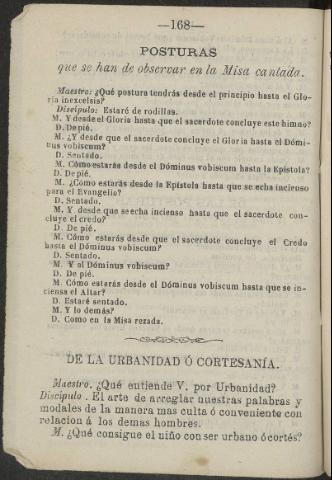 —168—
POSTURAS
que se han de observar en la Misa cantada.
Maestro: ¿Qué postura tendrás desde el principio hasta el Glo-
ria inexcelsis?
Discípulo: Estaré de rodillas.
M. Y desde el Gloria hasta que el sacerdote concluye este himno?
D. De pié.
M. ¿Y desde que el sacerdote concluye el Gloria hasta el Dómi-
nus vobiscum?
D. Sentado.
M. Cómo estarás desde el Dóminus vobiscum hasta la Epístola?
D. De pié.
M. ¿Cómo estarás desde la Epístola hasta que se echa incienso
para el Evangelio?
D. Sentado.
M. Y desde que se echa incienso hasta que el sacerdote con-
cluye el credo?
D. De pié.
M. Cómo estarás desde que el sacerdote concluye el Credo
hasta el Dóminus vobiscum?
D. Sentado.
M. Y al Dóminus vobiscum?
D. De pié.
M. Cómo estarás desde el Dóminus vobiscum hasta que se in-
ciensa el Altar?
D. Estaré sentado.
M. Y lo demás?
D. Como en la Misa rezada.
DE LA URBANIDAD Ó CORTESANÍA.
Maestro. ¿Qué entiende V. por Urbanidad?
Discípulo. El arte de arreglar nuestras palabras y
modales de la manera mas culta ó conveniente con
relacion á los demas hombres.
M. ¿Qué consigue el niño con ser urbano ó cortés?